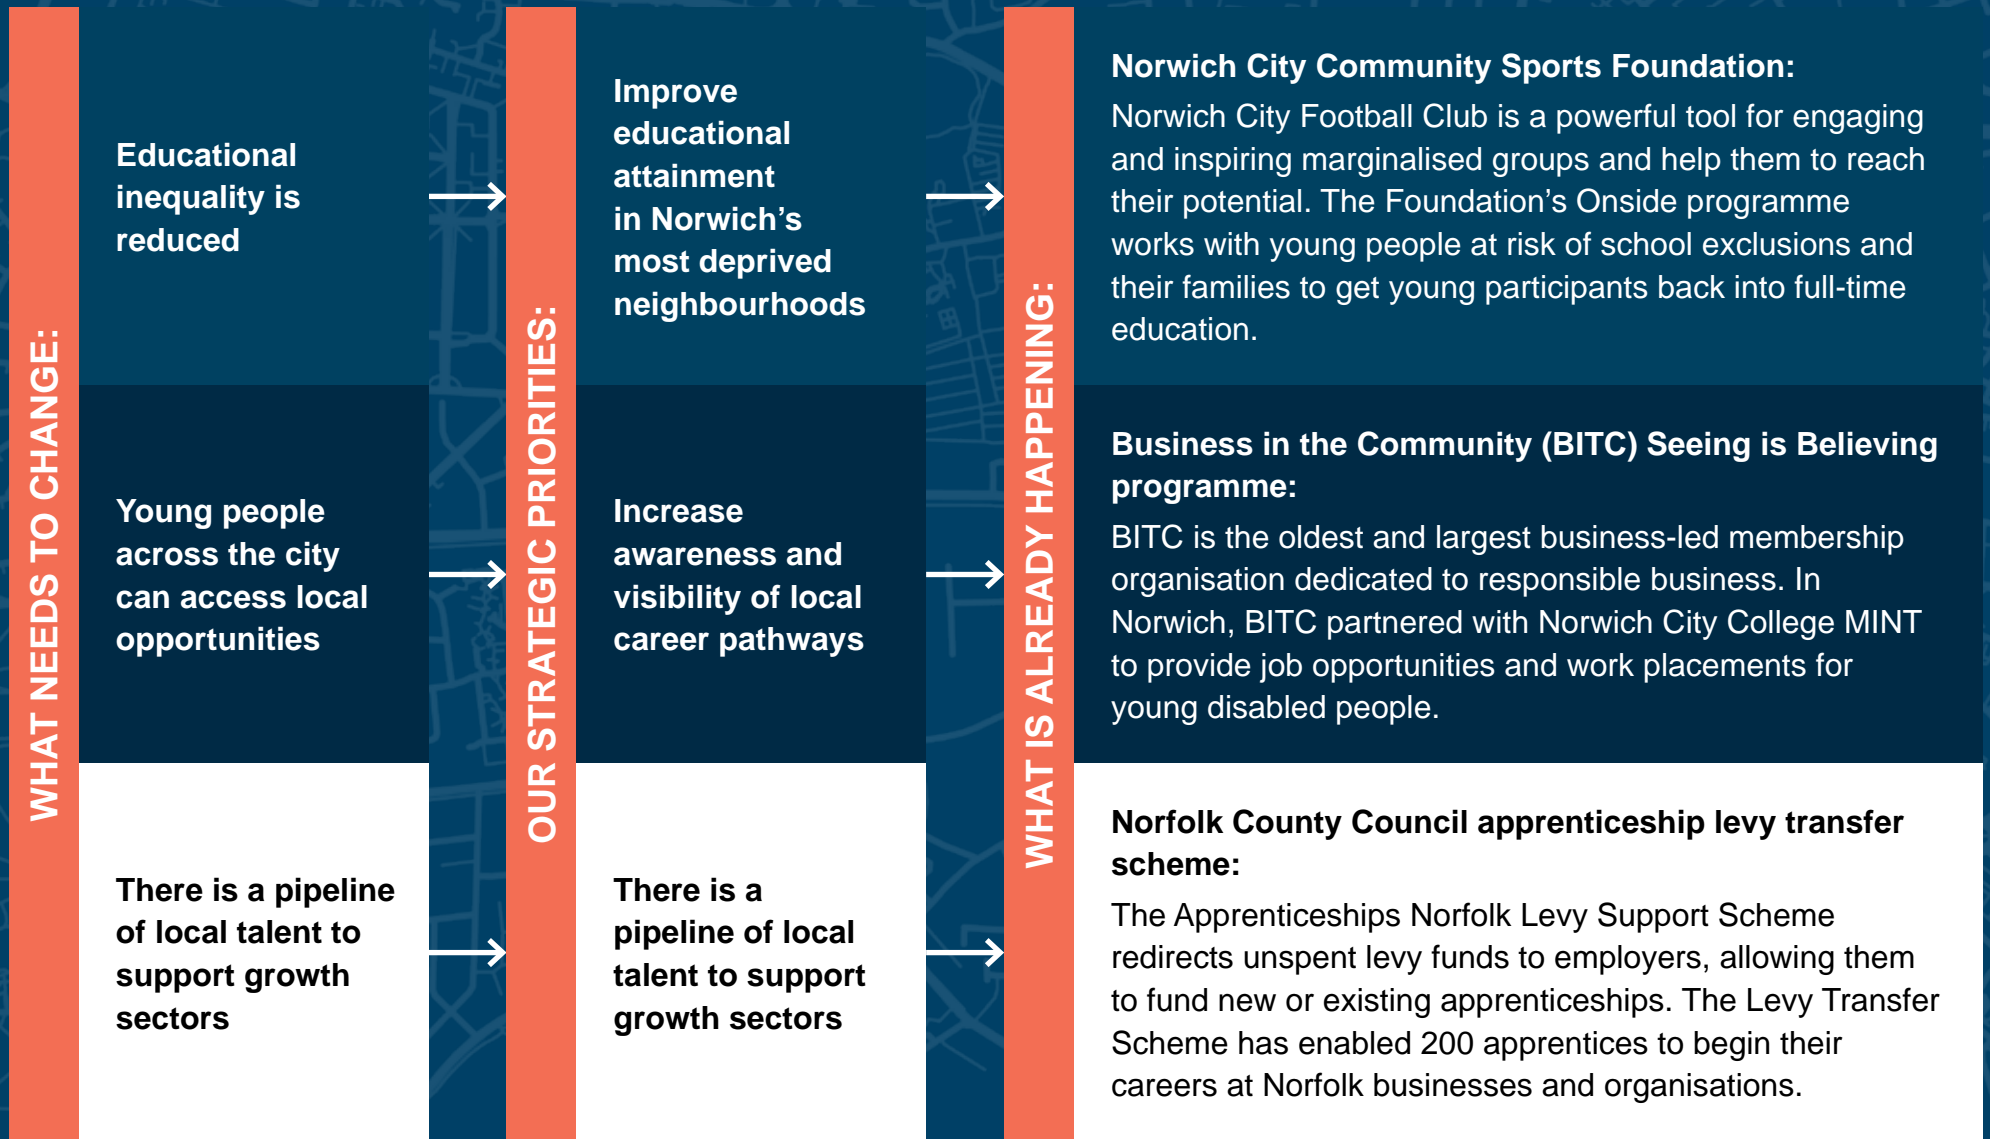 WHAT NEEDS TO CHANGE:
Educational
inequality is
reduced
Young people
across the city
can access local
opportunities
There is a pipeline
of local talent to
support growth
sectors
OUR STRATEGIC PRIORITIES:
Improve
educational
attainment
in Norwich’s
most deprived
neighbourhoods
Increase
awareness and
visibility of local
career pathways
There is a
pipeline of local
talent to support
growth sectors
WHAT IS ALREADY HAPPENING:
Norwich City Community Sports Foundation:
Norwich City Football Club is a powerful tool for engaging
and inspiring marginalised groups and help them to reach
their potential. The Foundation’s Onside programme
works with young people at risk of school exclusions and
their families to get young participants back into full-time
education.
Business in the Community (BITC) Seeing is Believing
programme:
BITC is the oldest and largest business-led membership
organisation dedicated to responsible business. In
Norwich, BITC partnered with Norwich City College MINT
to provide job opportunities and work placements for
young disabled people.
Norfolk County Council apprenticeship levy transfer
scheme:
The Apprenticeships Norfolk Levy Support Scheme
redirects unspent levy funds to employers, allowing them
to fund new or existing apprenticeships. The Levy Transfer
Scheme has enabled 200 apprentices to begin their
careers at Norfolk businesses and organisations.